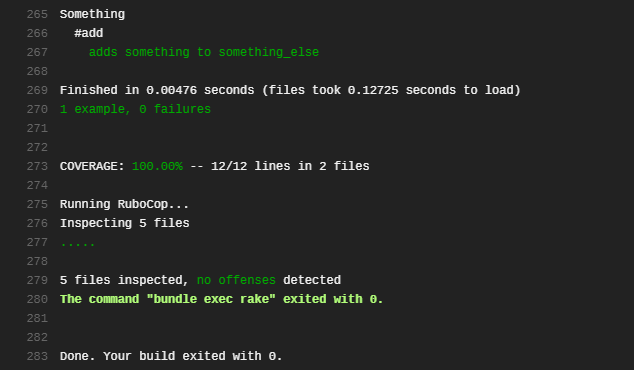 265 Something
266   #add
267     adds something to something_else
268
269 Finished in 0.00476 seconds (files took 0.12725 seconds to load)
270 1 example, 0 failures
271
272
273 COVERAGE: 100.00% -- 12/12 lines in 2 files
274
275 Running RuboCop...
276 Inspecting 5 files
277 .....
278
279 5 files inspected, no offenses detected
280 The command "bundle exec rake" exited with 0.
281
282
283 Done. Your build exited with 0.